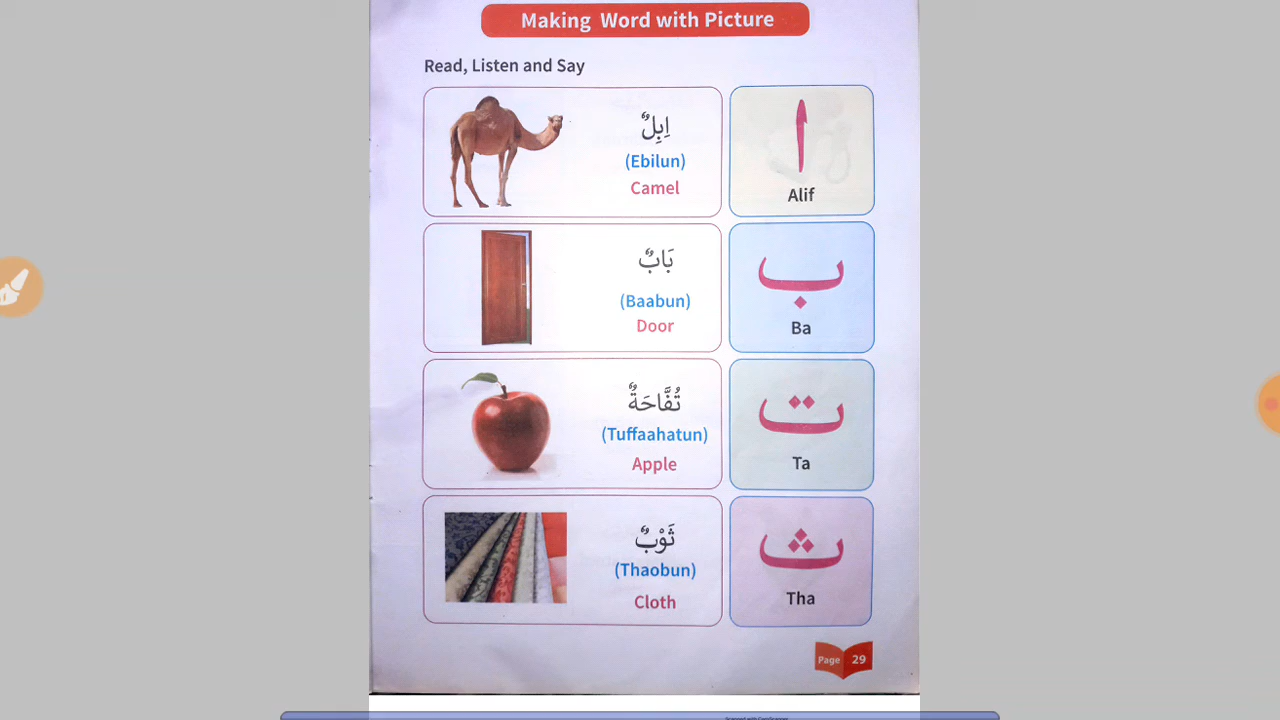 Making Word with Picture
Read, Listen and Say
اِبِلٌ
(Ebilun)
Camel
ا
Alif
بَابٌ
(Baabun)
Door
ب
Ba
تُفَّاحَةٌ
(Tuffaahatun)
Apple
ت
Ta
ثَوْبٌ
(Thaobun)
Cloth
ث
Tha
Page 29